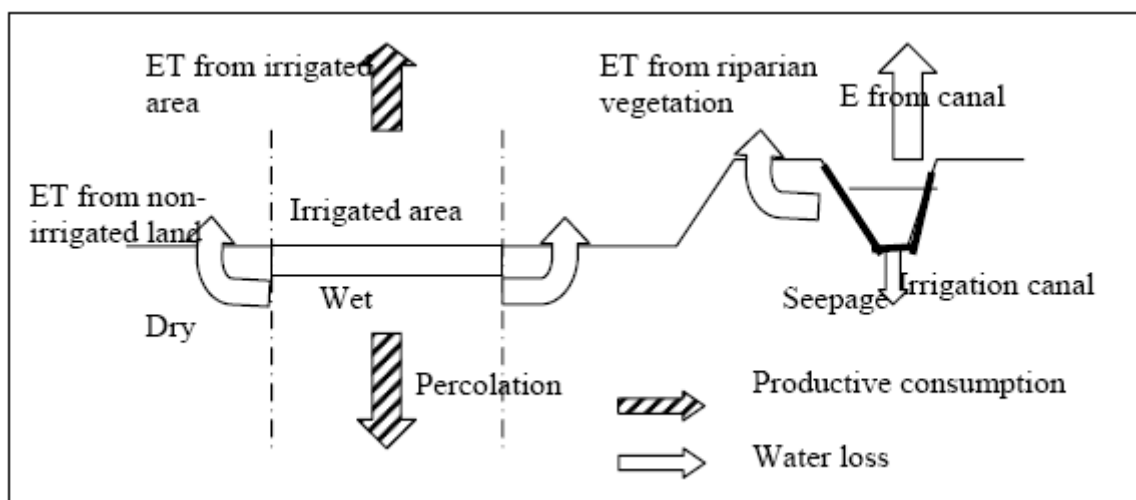 ET from irrigated
area
ET from riparian
vegetation
E from canal
ET from non-
irrigated land
Irrigated area
Wet
Dry
Seepage
Irrigation canal
Percolation
Productive consumption
Water loss